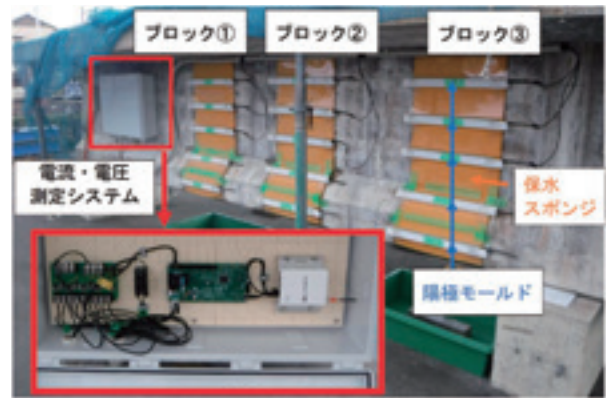 ブロック①
ブロック②
ブロック③
電流・電圧
測定システム
保水
スポンジ
陽極モールド